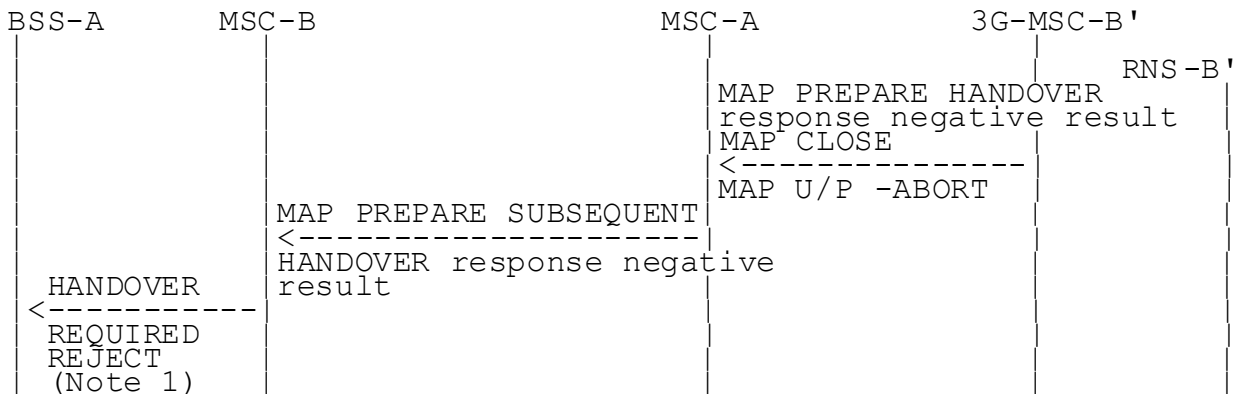 BSS-A MSC-B MSC-A 3G-MSC-B'
RNS-B'
MAP PREPARE HANDOVER
response negative result
MAP CLOSE
MAP U/P -ABORT
MAP PREPARE SUBSEQUENT
HANDOVER response negative
result
HANDOVER
REQUIRED
REJECT
(Note 1)